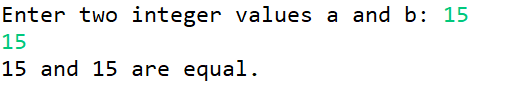 Enter two integer values a and b: 15
15
15 and 15 are equal.